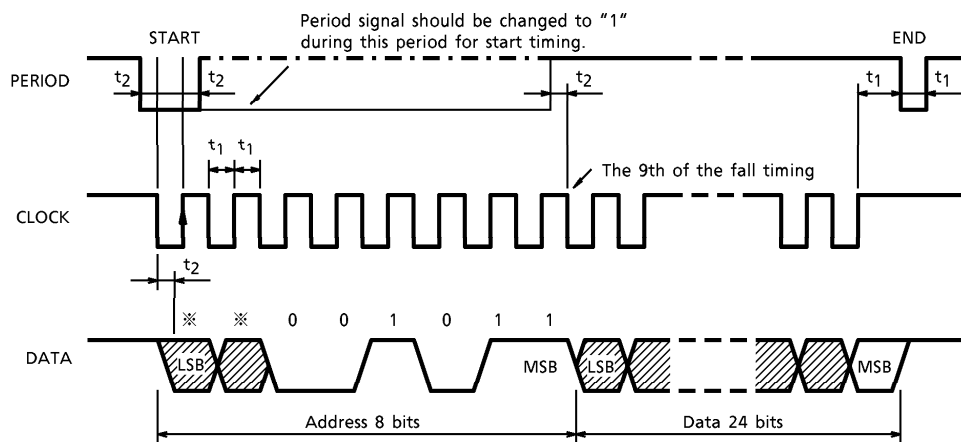 Period signal should be changed to "1"
during this period for start timing.
START
END
PERIOD
t2
t2
t2
t1
t1
t1
t1
The 9th of the fall timing
CLOCK
t2
※ ※ 0 0 1 0 1 1
DATA
LSB
MSB
LSB
MSB
Address 8 bits
Data 24 bits